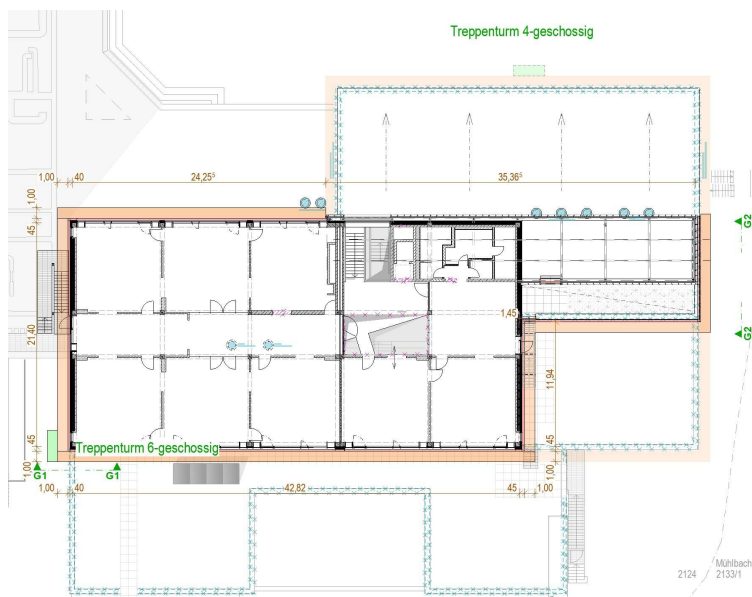 Treppenturm 4-geschossig
1,00
40
24,25⁵
35,36⁵
1,00
45
G2
21,40
1,45
G2
11,94
45
Treppenturm 6-geschossig
45
1,00
G1
G1
1,00
1,00
40
42,82
45
1,00
Mühlbach
2124
2133/1